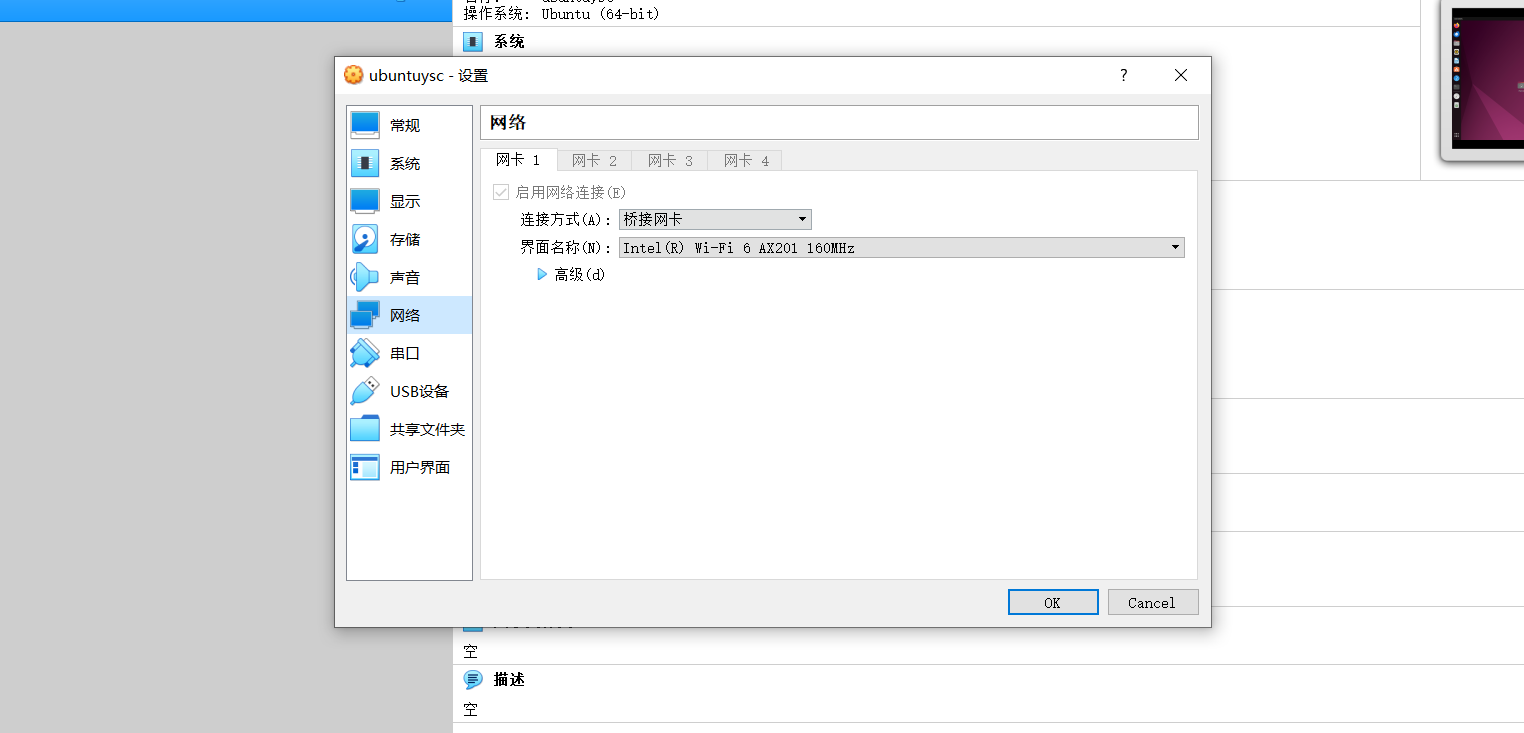 操作系统: Ubuntu (64-bit)
系统
ubuntuysc - 设置
?
常规
系统
显示
存储
声音
网络
串口
USB设备
共享文件夹
用户界面
网络
网卡 1 网卡 2 网卡 3 网卡 4
启用网络连接(E)
连接方式(A): 桥接网卡
界面名称(N): Intel(R) Wi-Fi 6 AX201 160MHz
高级(d)
OK Cancel
空
描述
空